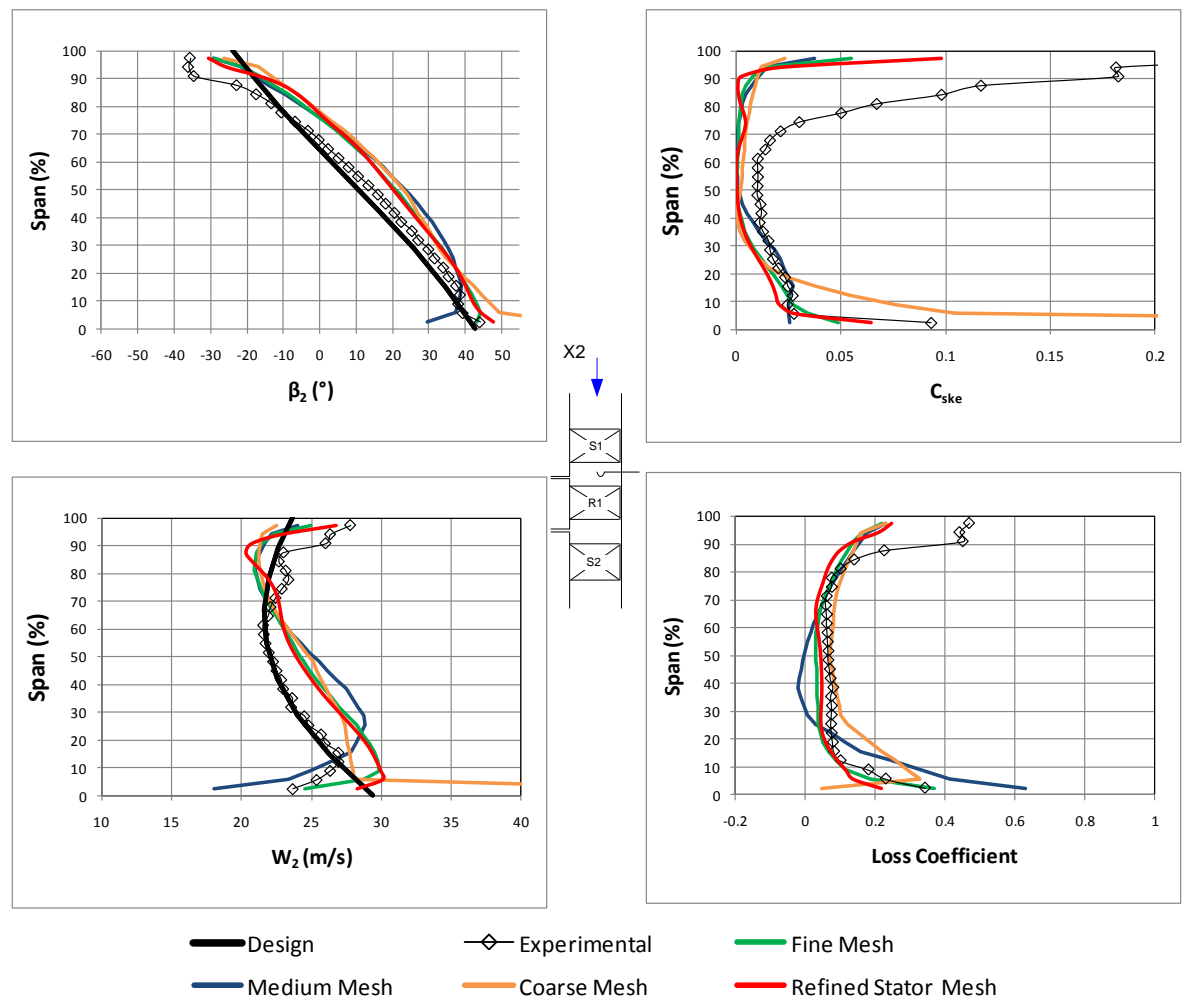 100
90
80
70
60
50
40
30
20
10
0
Span (%)
-60 -50 -40 -30 -20 -10 0 10 20 30 40 50
β₂ (°)
100
90
80
70
60
50
40
30
20
10
0
Span (%)
0 0.05 0.1 0.15 0.2
Cske
X2
S1
R1
S2
100
90
80
70
60
50
40
30
20
10
0
Span (%)
10 15 20 25 30 35 40
W₂ (m/s)
100
90
80
70
60
50
40
30
20
10
0
Span (%)
-0.2 0 0.2 0.4 0.6 0.8 1
Loss Coefficient
Design Experimental Fine Mesh
Medium Mesh Coarse Mesh Refined Stator Mesh